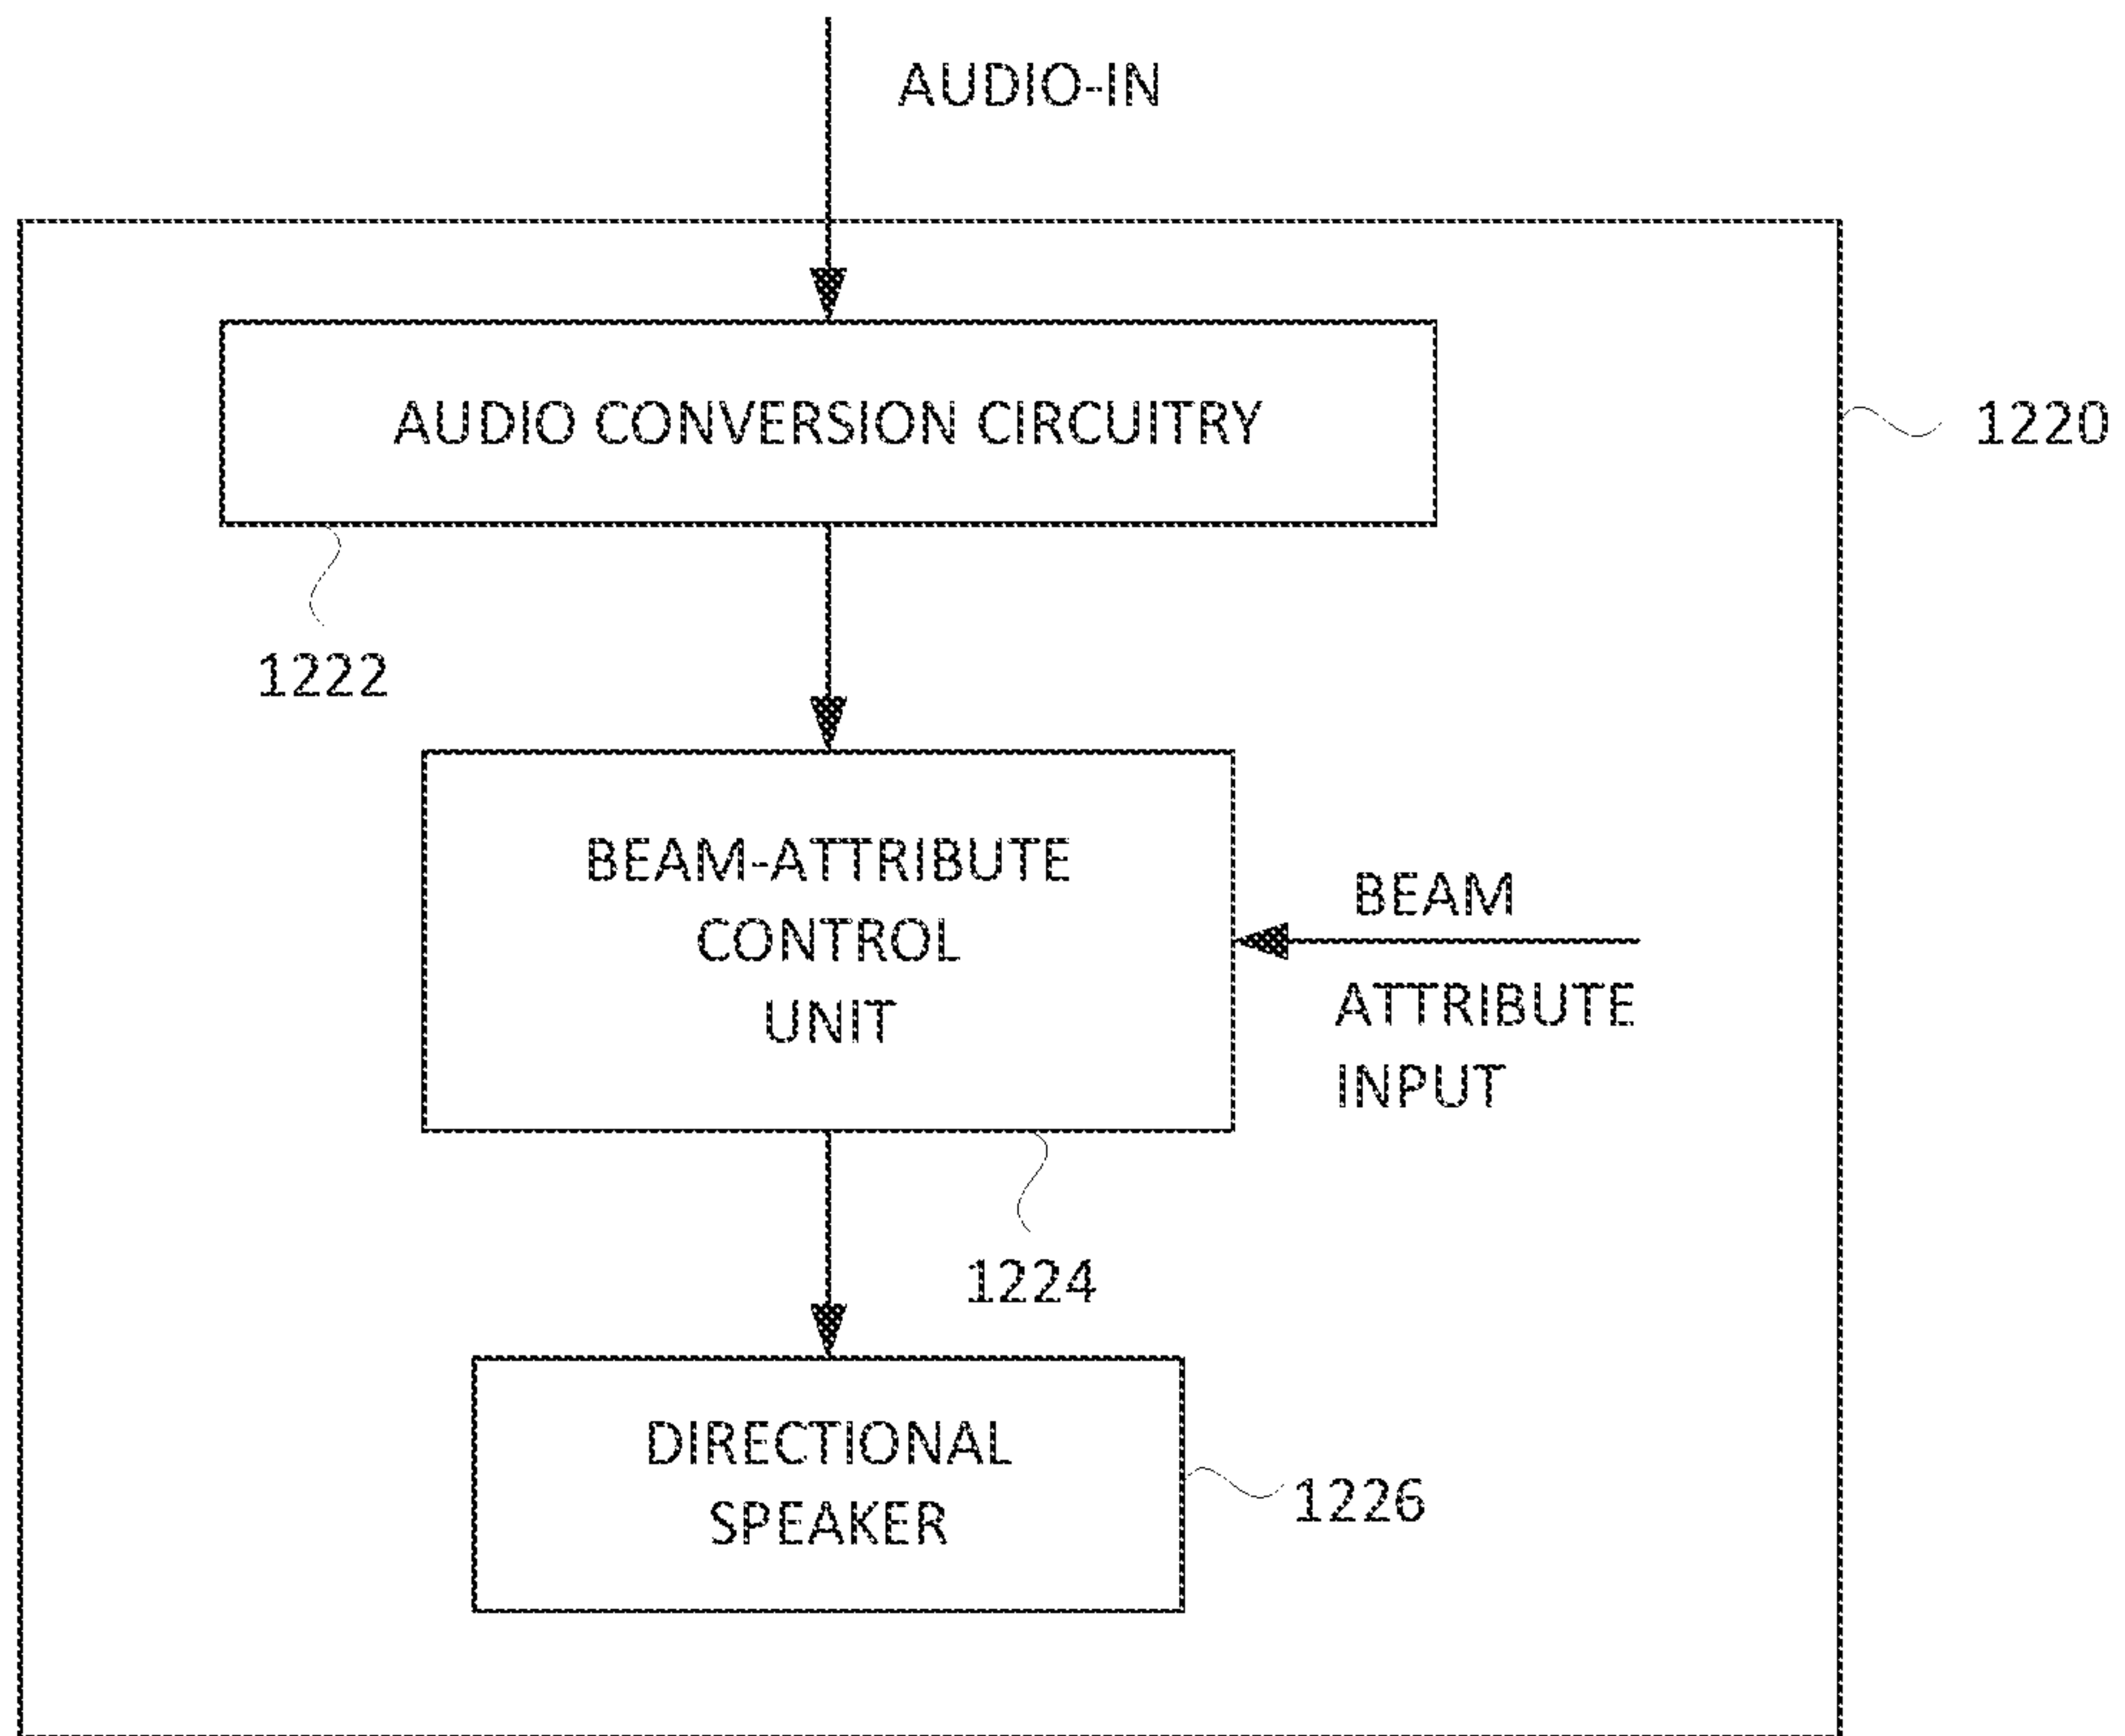 AUDIO-IN
AUDIO CONVERSION CIRCUITRY
1220
1222
BEAM-ATTRIBUTE
CONTROL
UNIT
BEAM
ATTRIBUTE
INPUT
1224
DIRECTIONAL
SPEAKER
1226